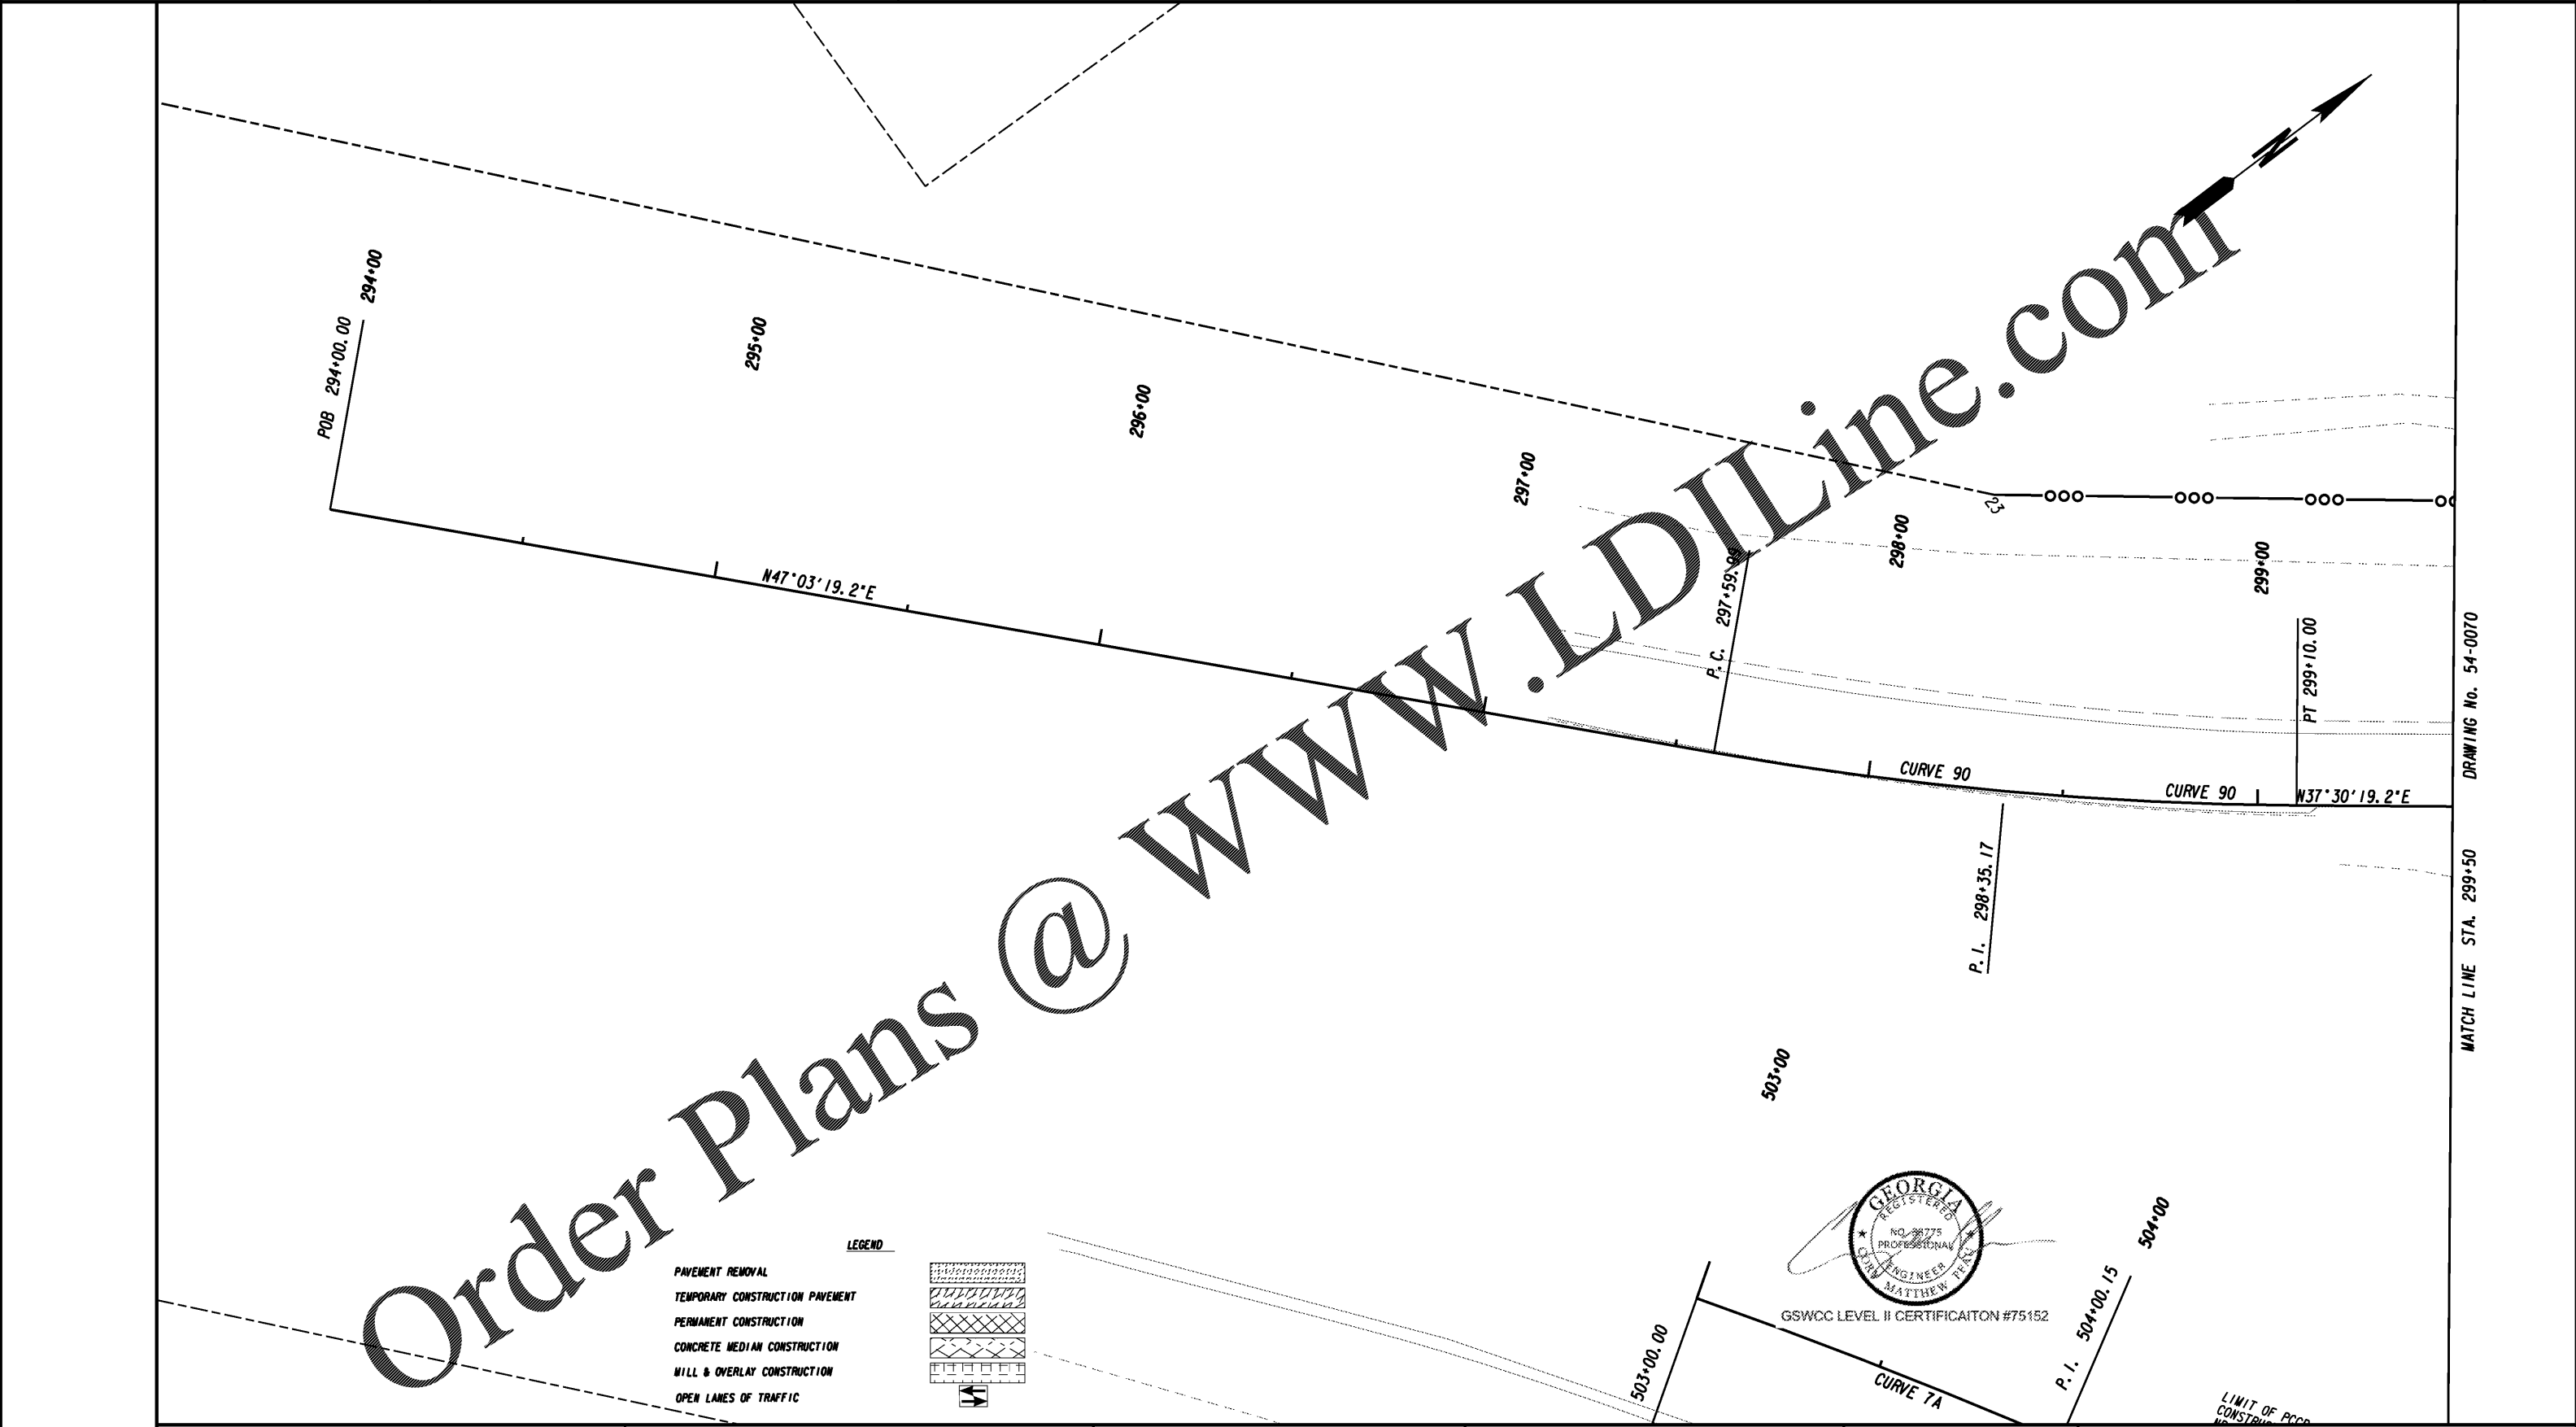 294+00
POB 294+00.00
295+00
296+00
297+00
298+00
299+00
23
N47°03'19.2"E
P.C. 297+59.99
PT 299+10.00
CURVE 90
CURVE 90
N37°30'19.2"E
P.I. 298+35.17
DRAWING No. 54-0070
MATCH LINE STA. 299+50
N
Order Plans @ WWW.LDILine.com
503+00
504+00
503+00.00
P.I. 504+00.15
CURVE 7A
LIMIT OF
GEORGIA
REGISTERED
NO. 36775
PROFESSIONAL
ENGINEER
MATTHEW
GSWCC LEVEL II CERTIFICAITON #75152
LEGEND
PAVEMENT REMOVAL
TEMPORARY CONSTRUCTION PAVEMENT
PERMANENT CONSTRUCTION
CONCRETE MEDIAN CONSTRUCTION
MILL & OVERLAY CONSTRUCTION
OPEN LANES OF TRAFFIC